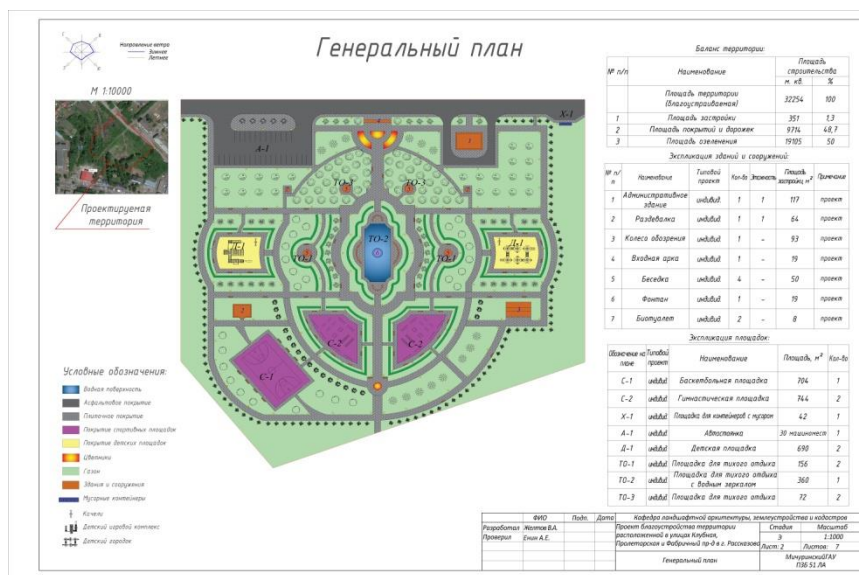 Генеральный план
Направление ветра
Зимнее
Летнее
М 1:10000
Проектируемая
территория
Условные обозначения:
Водная поверхность
Асфальтовое покрытие
Плиточное покрытие
Покрытие спортивных площадок
Покрытие детских площадок
Цветники
Газон
Здания и сооружения
Мусорные контейнеры
Качели
Детский игровой комплекс
Детский городок
А-1
Х-1
ТО-3
ТО-3
ТО-2
Д-1
Д-1
ТО-1
ТО-1
С-2
С-2
С-1
Баланс территории:
№ п/п Наименование Площадь строительства
м. кв. %
Площадь территории (благоустраиваемая) 32254 100
1 Площадь застройки 351 1,3
2 Площадь покрытий и дорожек 9714 48,7
3 Площадь озеленения 19105 50
Экспликация зданий и сооружений:
№ п/п Наименование Типовой проект Кол-во Этажность Площадь застройки, м² Примечание
1 Административное здание индивид. 1 1 117 проект
2 Раздевалка индивид. 1 1 64 проект
3 Колесо обозрения индивид. 1 - 93 проект
4 Входная арка индивид. 1 - 19 проект
5 Беседка индивид. 4 - 50 проект
6 Фонтан индивид. 1 - 19 проект
7 Биотуалет индивид. 2 - 8 проект
Экспликация площадок:
Обозначение на плане Типовой проект Наименование Площадь, м² Кол-во
С-1 индивид. Баскетбольная площадка 704 1
С-2 индивид. Гимнастическая площадка 744 2
Х-1 индивид. Площадка для контейнеров с мусором 42 1
А-1 индивид. Автостоянка 30 машиномест 1
Д-1 индивид. Детская площадка 690 2
ТО-1 индивид. Площадка для тихого отдыха 156 2
ТО-2 индивид. Площадка для тихого отдыха с водным зеркалом 360 1
ТО-3 индивид. Площадка для тихого отдыха 72 2
ФИО Подп. Дата Кафедра ландшафтной архитектуры, землеустройства и кадастров
Разработал Желтов В.А.
Проверил Енин А.Е.
Проект благоустройства территории
расположенной в улицах Клубная,
Пролетарская и Фабричный пр-д в г. Рассказово
Стадия Масштаб
Э 1:1000
Лист: 2 Листов: 7
Генеральный план
МичуринскийГАУ
ПЗБ 51 ЛА